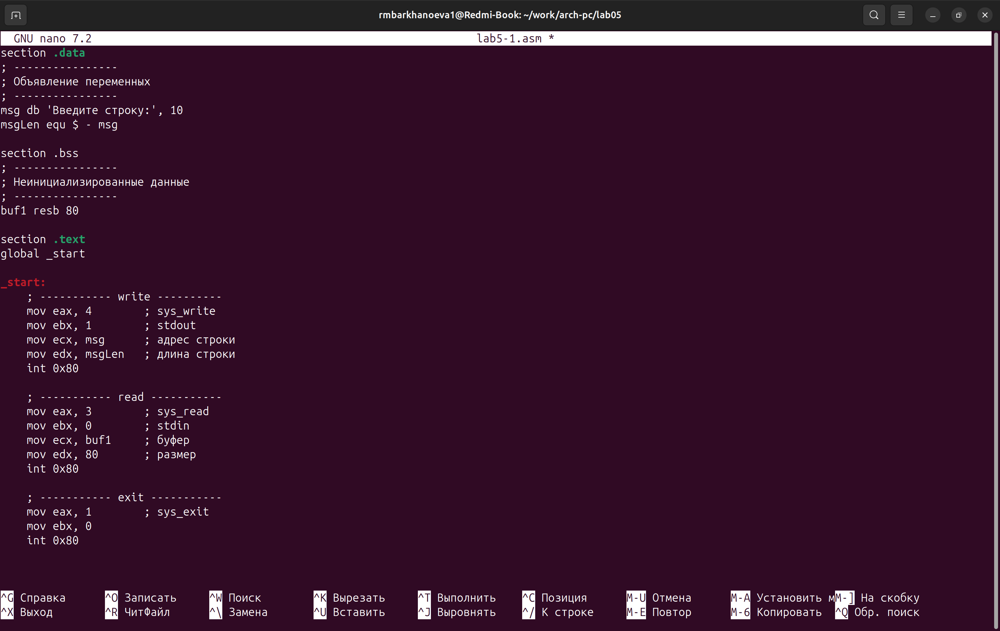 rmbarkhanoeva1@Redmi-Book: ~/work/arch-pc/lab05
GNU nano 7.2 lab5-1.asm *
section .data
; ----------------
; Объявление переменных
; ----------------
msg db 'Введите строку:', 10
msgLen equ $ - msg

section .bss
; ----------------
; Неинициализированные данные
; ----------------
buf1 resb 80

section .text
global _start

_start:
    ; ----------- write ----------
    mov eax, 4        ; sys_write
    mov ebx, 1        ; stdout
    mov ecx, msg      ; адрес строки
    mov edx, msgLen   ; длина строки
    int 0x80

    ; ----------- read -----------
    mov eax, 3        ; sys_read
    mov ebx, 0        ; stdin
    mov ecx, buf1     ; буфер
    mov edx, 80       ; размер
    int 0x80

    ; ----------- exit -----------
    mov eax, 1        ; sys_exit
    mov ebx, 0
    int 0x80

^G Справка ^O Записать ^W Поиск ^K Вырезать ^T Выполнить ^C Позиция M-U Отмена M-A Установить м M-] На скобку
^X Выход ^R ЧитФайл ^\ Замена ^U Вставить ^J Выровнять ^/ К строке M-E Повтор M-6 Копировать ^Q Обр. поиск